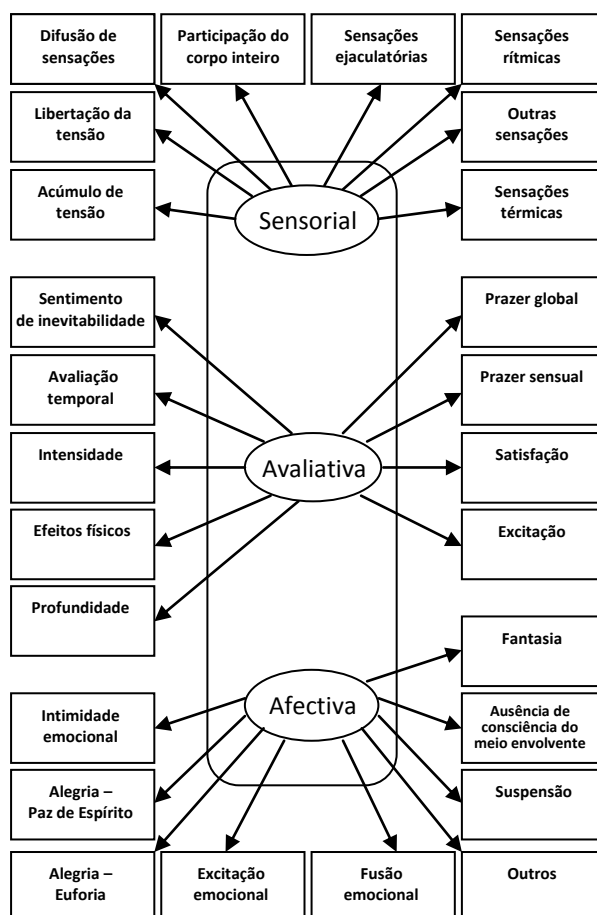 Difusão de
sensações
Participação do
corpo inteiro
Sensações
ejaculatórias
Sensações
rítmicas
Libertação da
tensão
Outras
sensações
Acúmulo de
tensão
Sensorial
Sensações
térmicas
Sentimento
de inevitabilidade
Prazer global
Avaliação
temporal
Prazer sensual
Intensidade
Avaliativa
Satisfação
Efeitos físicos
Excitação
Profundidade
Fantasia
Afectiva
Intimidade
emocional
Ausência de
consciência do
meio envolvente
Alegria –
Paz de Espírito
Suspensão
Alegria –
Euforia
Excitação
emocional
Fusão
emocional
Outros